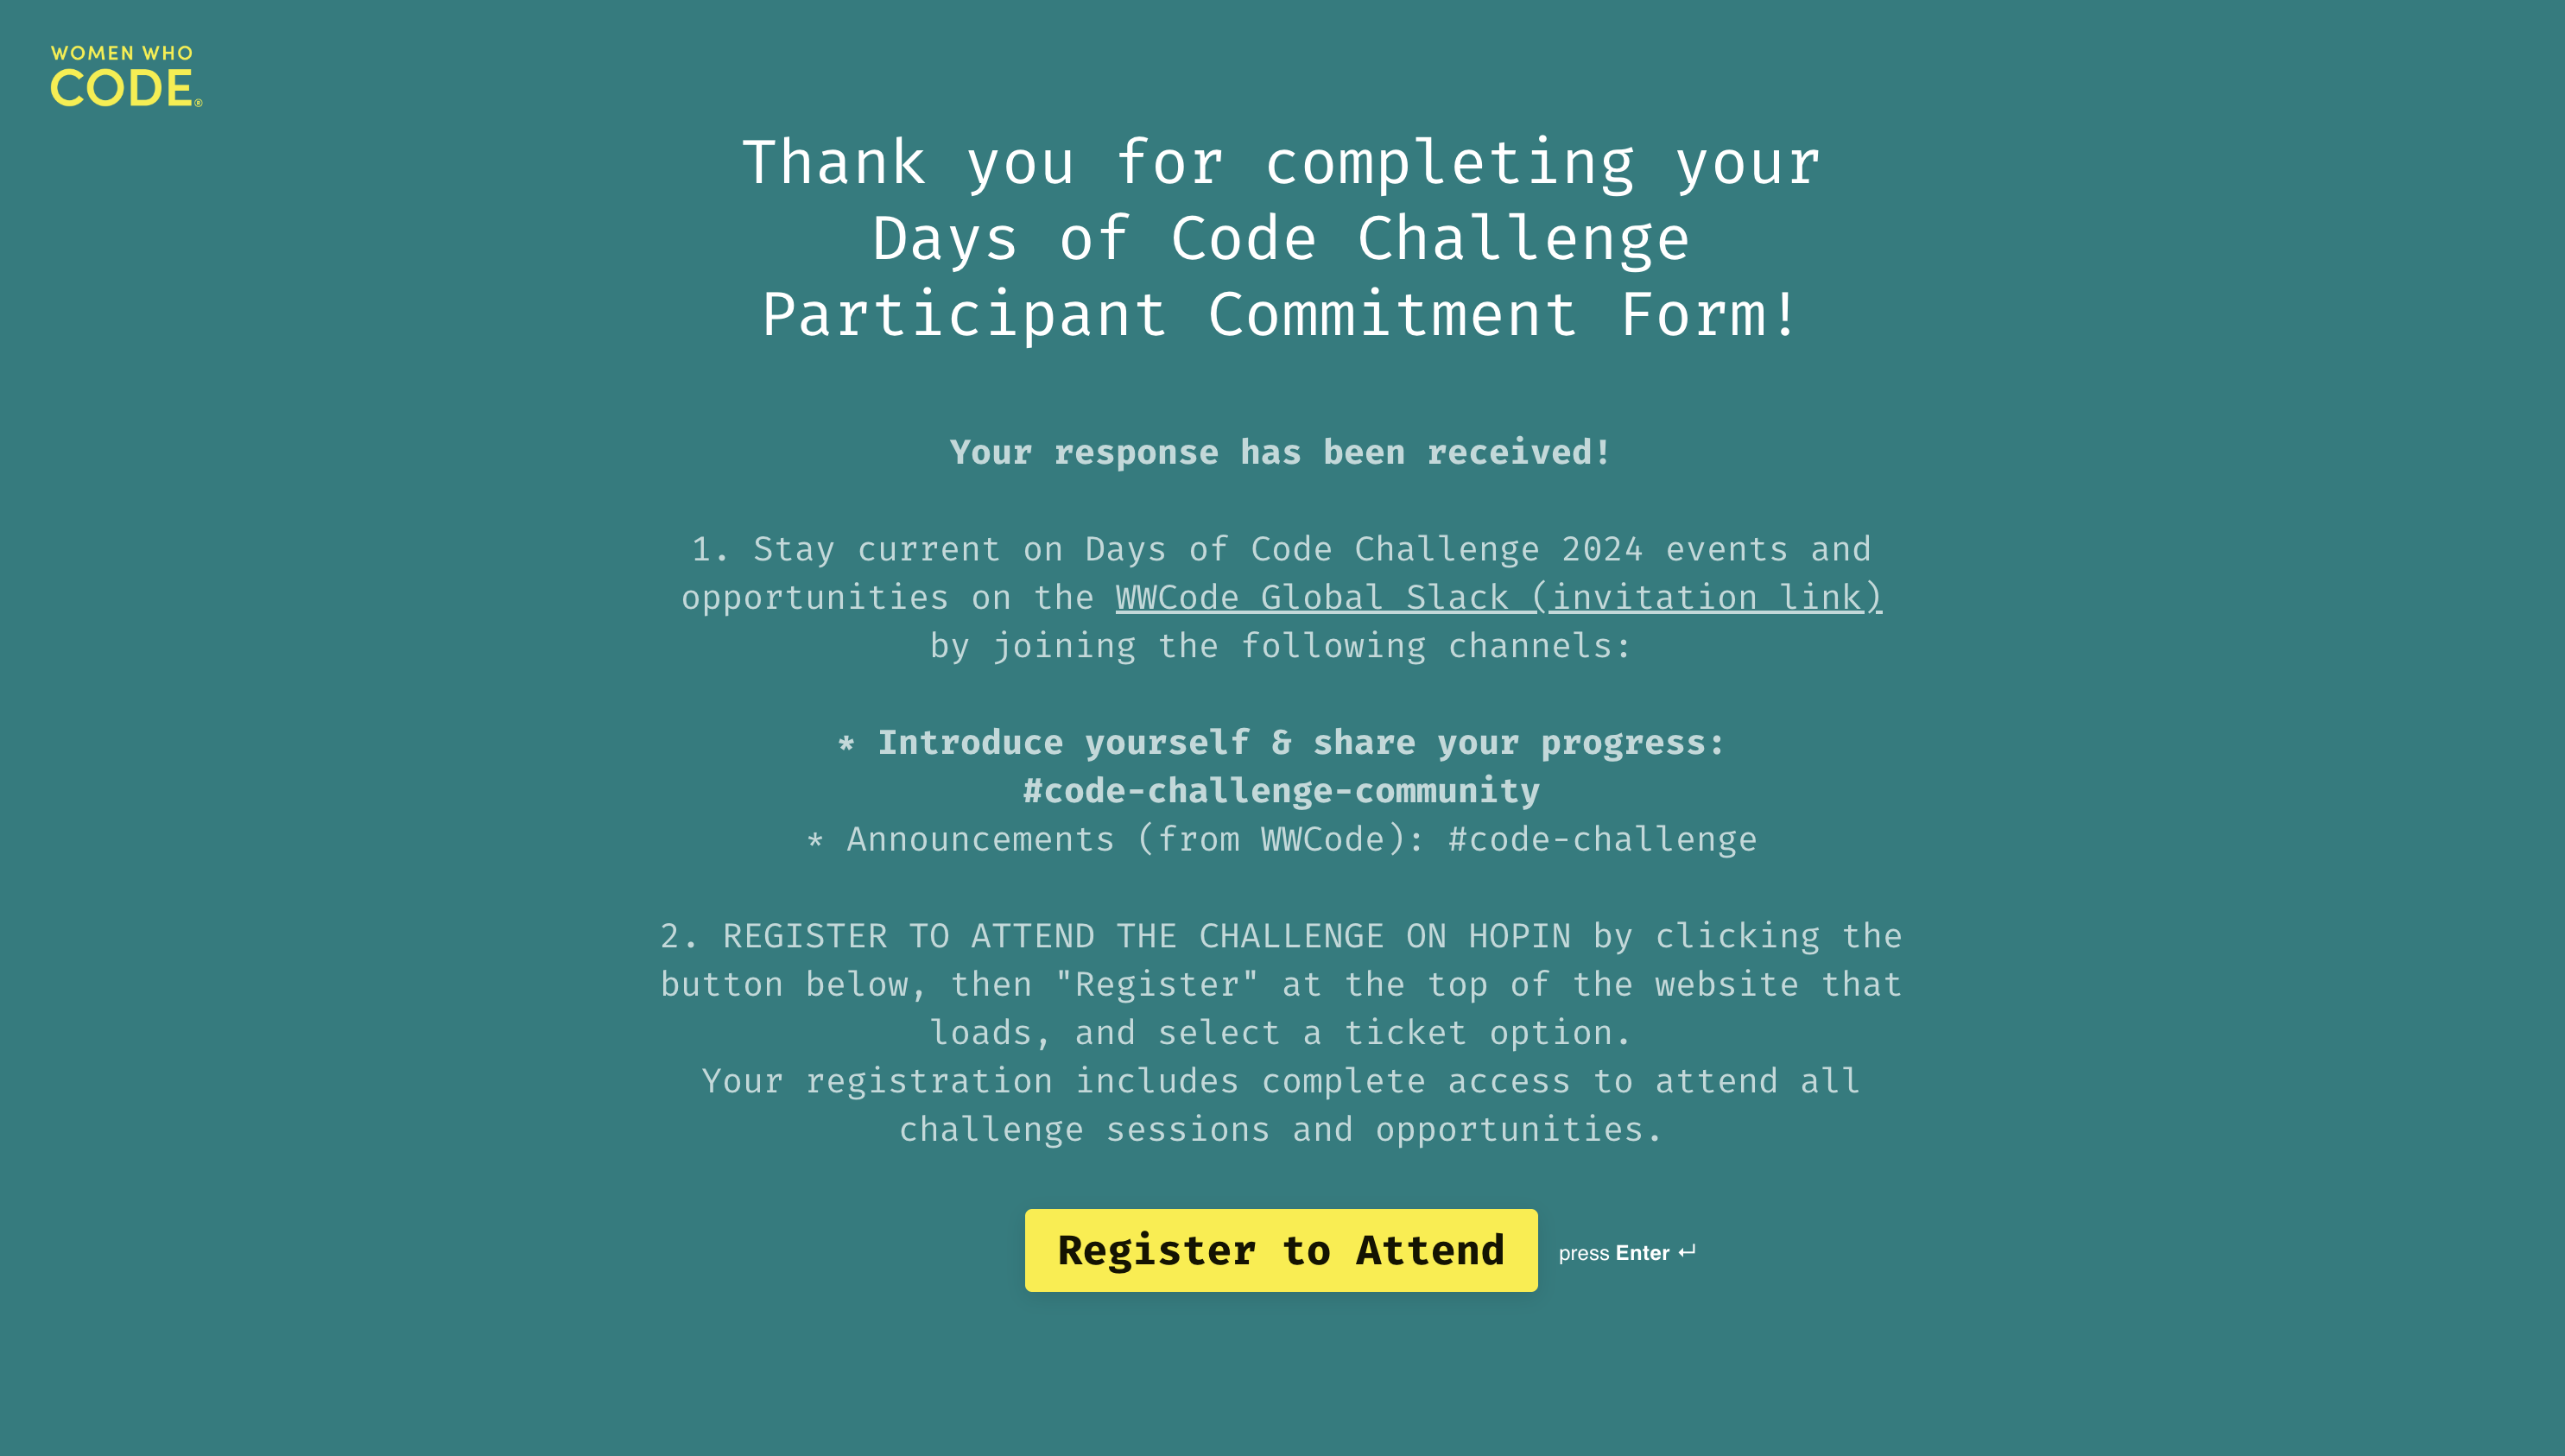 WOMEN WHO
CODE®
Thank you for completing your
Days of Code Challenge
Participant Commitment Form!
Your response has been received!
1. Stay current on Days of Code Challenge 2024 events and
opportunities on the WWCode Global Slack (invitation link)
by joining the following channels:
* Introduce yourself & share your progress:
#code-challenge-community
* Announcements (from WWCode): #code-challenge
2. REGISTER TO ATTEND THE CHALLENGE ON HOPIN by clicking the
button below, then "Register" at the top of the website that
loads, and select a ticket option.
Your registration includes complete access to attend all
challenge sessions and opportunities.
Register to Attend press Enter ↵